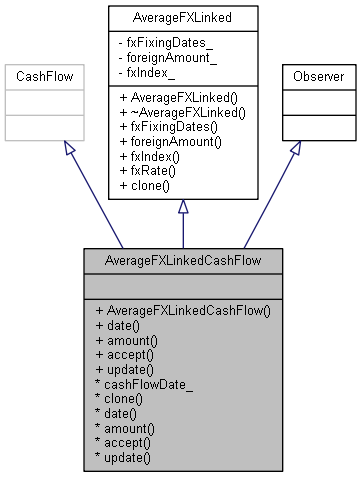 AverageFXLinked
- fxFixingDates_
- foreignAmount_
- fxIndex_
+ AverageFXLinked()
+ ~AverageFXLinked()
+ fxFixingDates()
+ foreignAmount()
+ fxIndex()
+ fxRate()
+ clone()
CashFlow
Observer
AverageFXLinkedCashFlow
+ AverageFXLinkedCashFlow()
+ date()
+ amount()
+ accept()
+ update()
* cashFlowDate_
* clone()
* date()
* amount()
* accept()
* update()